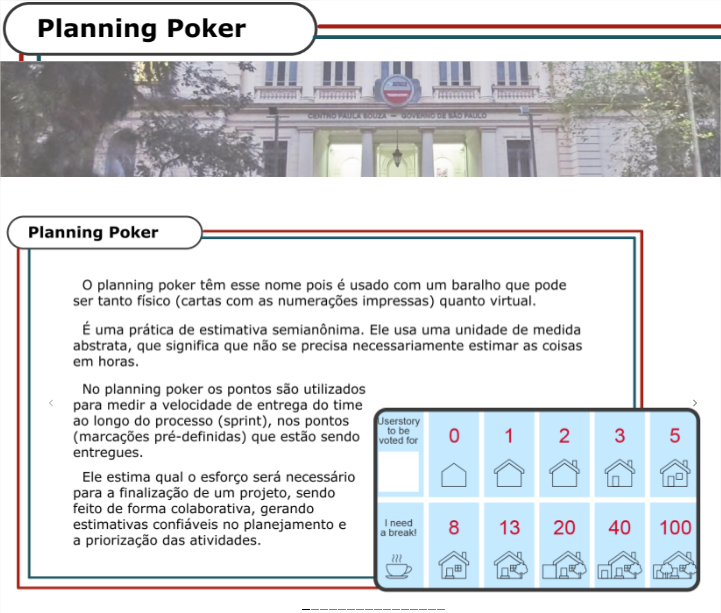 Planning Poker
CENTRO PAULA SOUZA — GOVERNO DE SÃO PAULO
Planning Poker
O planning poker têm esse nome pois é usado com um baralho que pode
ser tanto físico (cartas com as numerações impressas) quanto virtual.
É uma prática de estimativa semianônima. Ele usa uma unidade de medida
abstrata, que significa que não se precisa necessariamente estimar as coisas
em horas.
No planning poker os pontos são utilizados
para medir a velocidade de entrega do time
ao longo do processo (sprint), nos pontos
(marcações pré-definidas) que estão sendo
entregues.
Ele estima qual o esforço será necessário
para a finalização de um projeto, sendo
feito de forma colaborativa, gerando
estimativas confiáveis no planejamento e
a priorização das atividades.
Userstory
to be
voted for
0 1 2 3 5
I need
a break!
8 13 20 40 100